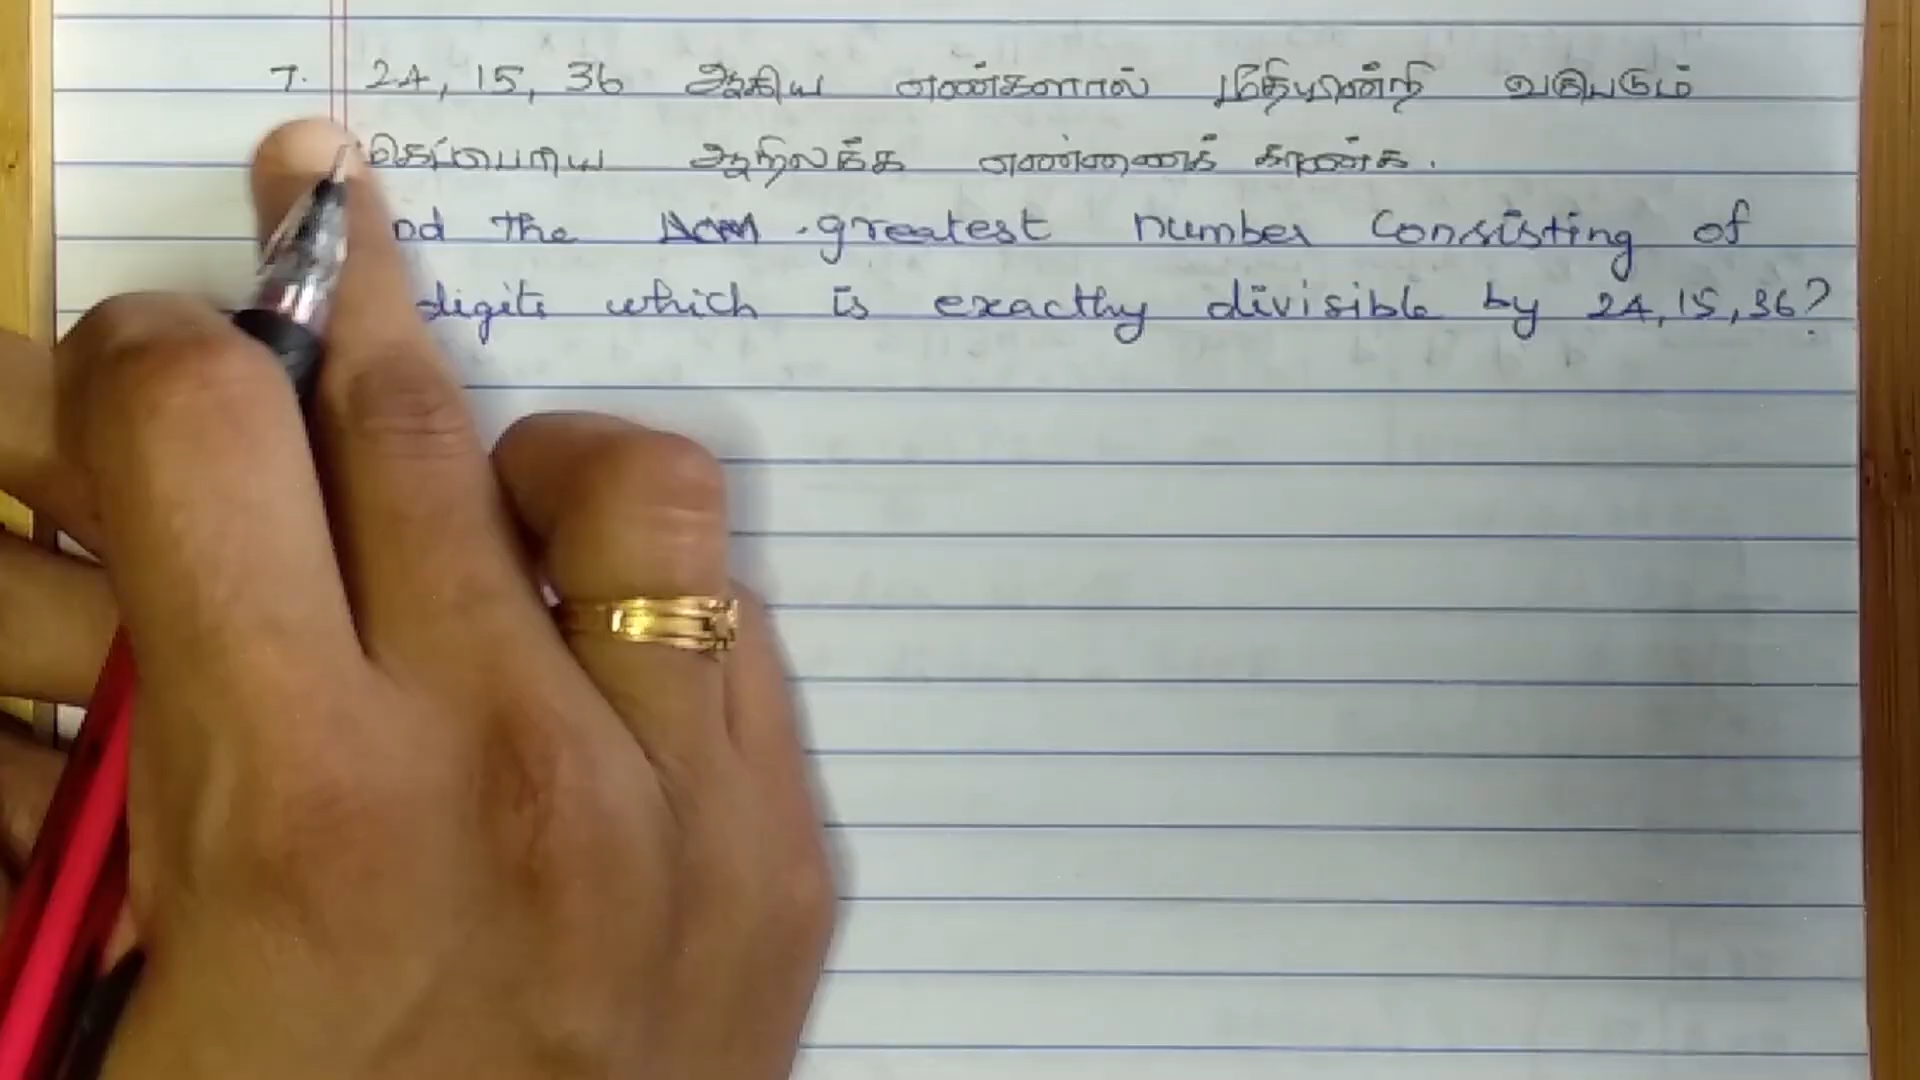 7. 24, 15, 36 ஆகிய எண்களால் மீதியின்றி வகுபடும்
மிகப்பெரிய ஆறிலக்க எண்ணைக் காண்க.
the greatest number consisting of
digits which is exactly divisible by 24, 15, 36?